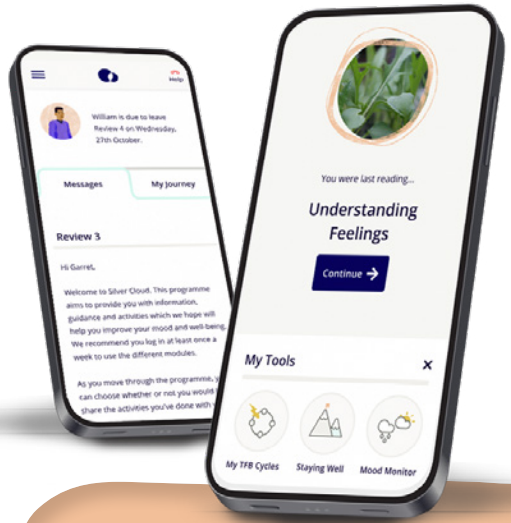 Help
William is due to leave
Review 4 on Wednesday,
27th October.
Messages
My Journey
Review 3
Hi Garret,
Welcome to Silver Cloud. This programme
aims to provide you with information,
guidance and activities which we hope will
help you improve your mood and well-being.
We recommend you log in at least once a
week to use the different modules.
As you move through the programme,
can choose whether or not you would
share the activities you've done with
You were last reading...
Understanding
Feelings
Continue →
My Tools
My TFB Cycles
Staying Well
Mood Monitor